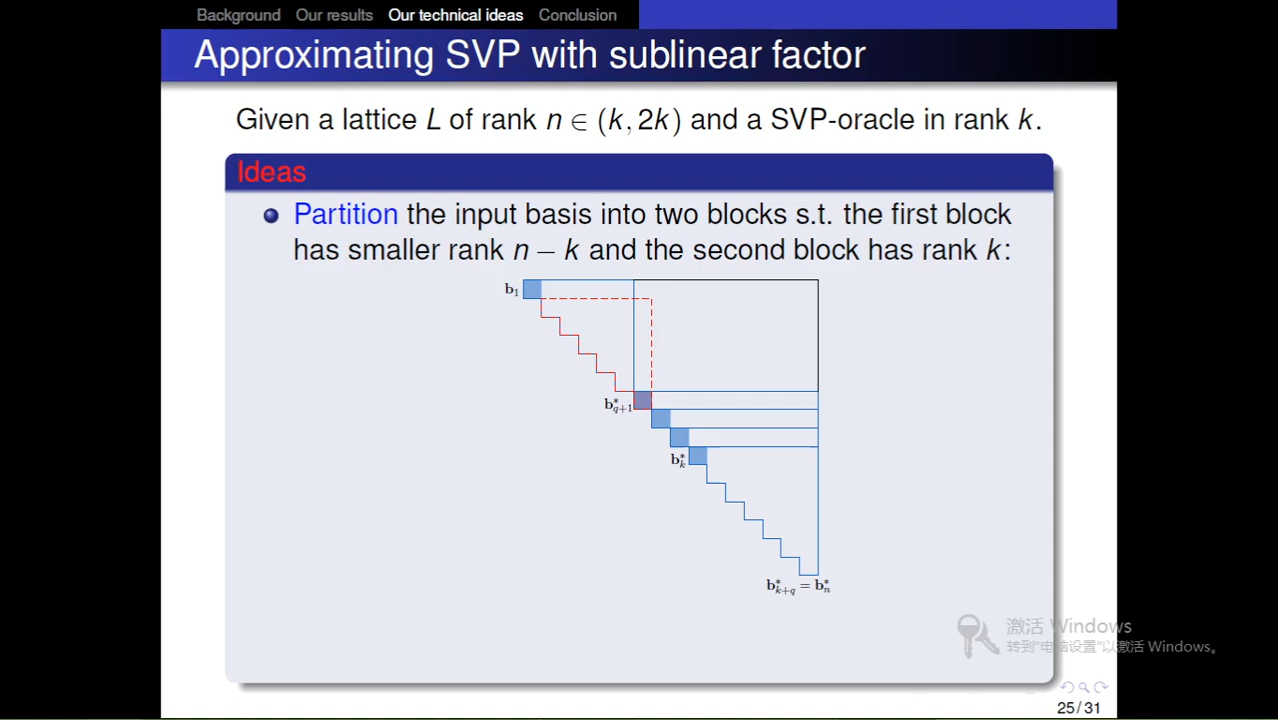 Background Our results Our technical ideas Conclusion
Approximating SVP with sublinear factor
Given a lattice L of rank n ∈ (k, 2k) and a SVP-oracle in rank k.
Ideas
Partition the input basis into two blocks s.t. the first block
has smaller rank n − k and the second block has rank k:
b₁
b*q+1
b*k
b*k+q = b*n
激活 Windows
转到"电脑设置"以激活 Windows。
25 / 31